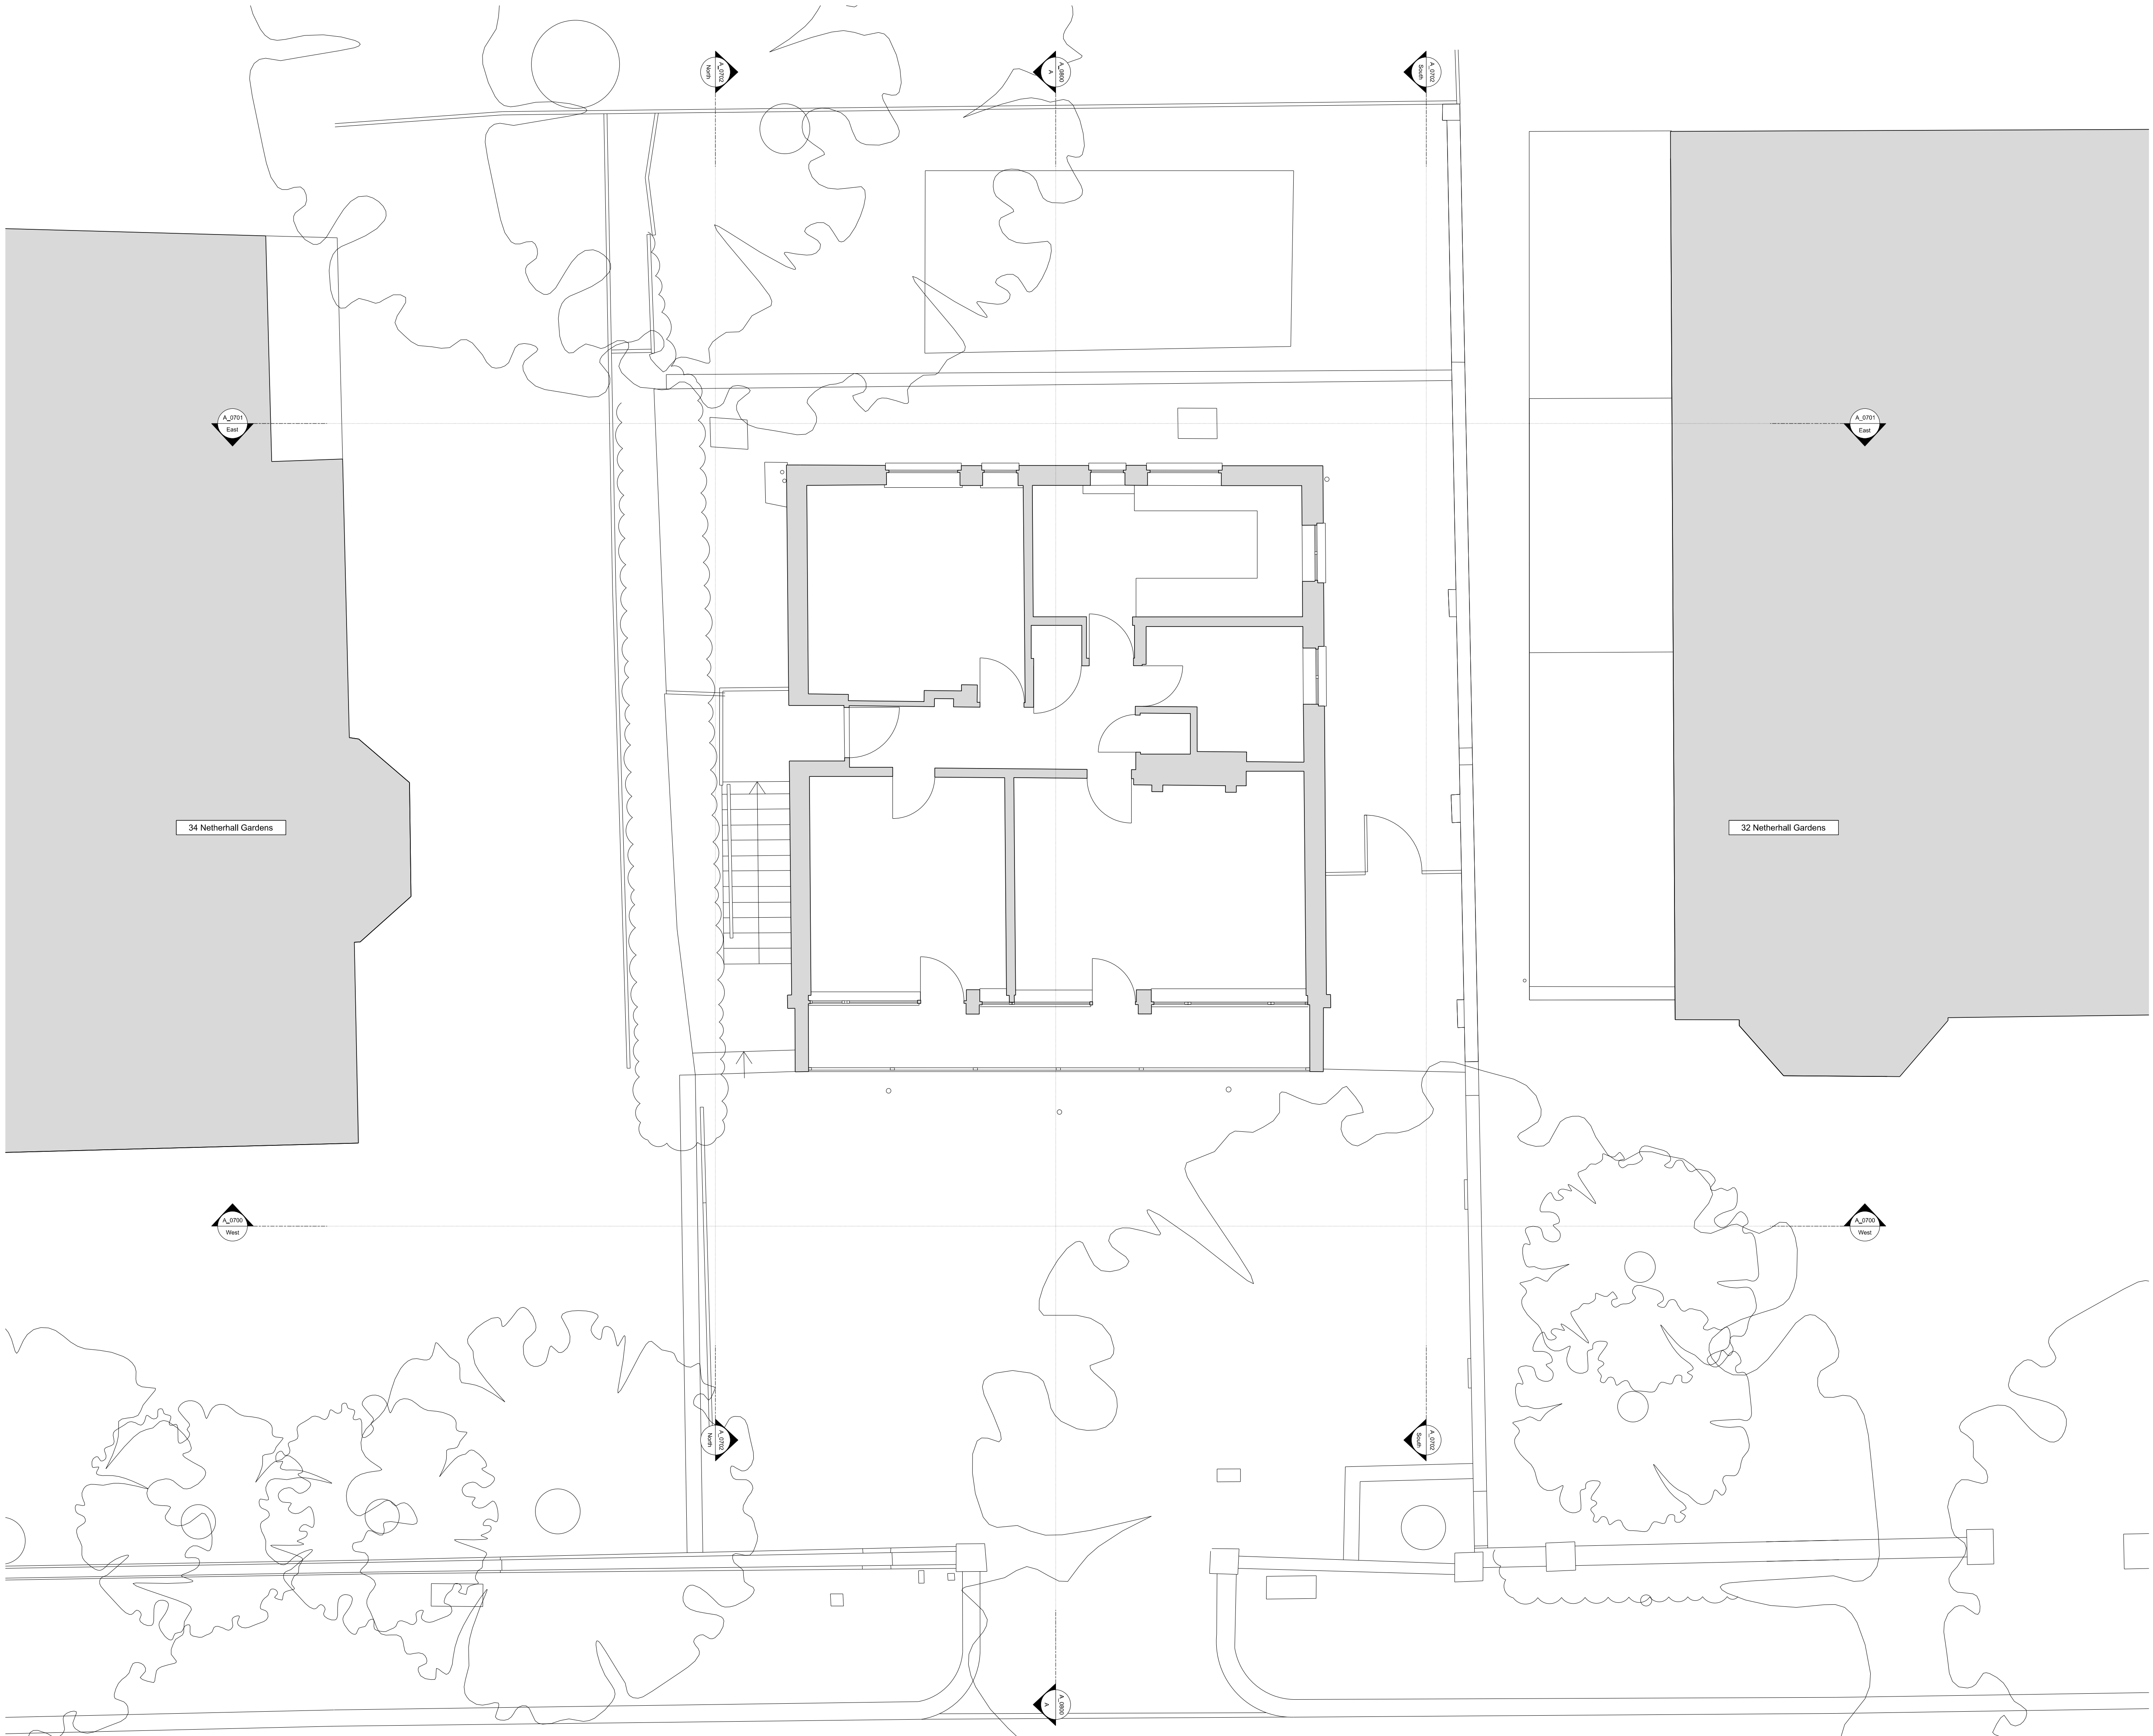 A_0702
North
A_0800
A
A_0702
South
A_0701
East
A_0701
East
34 Netherhall Gardens
32 Netherhall Gardens
A_0700
West
A_0700
West
A_0702
North
A_0702
South
A_0800
A